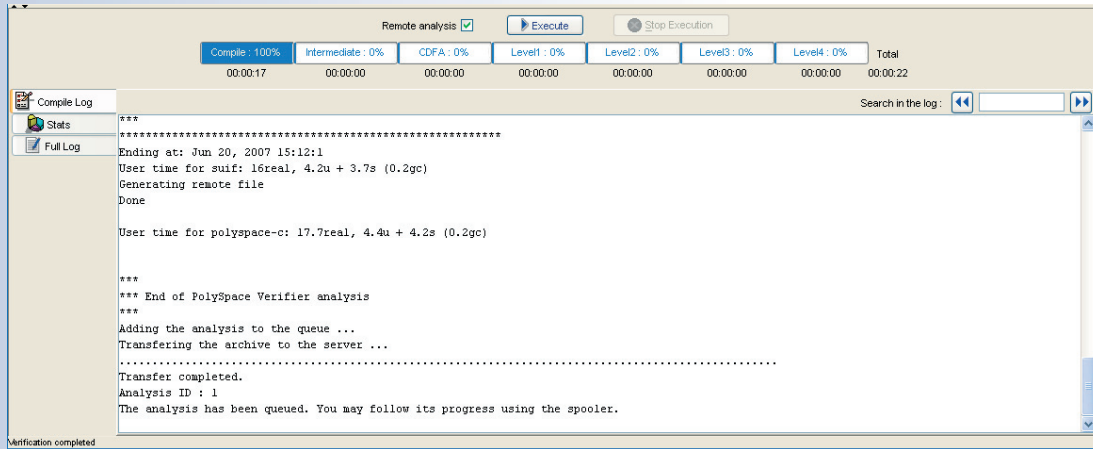 Remote analysis Execute Stop Execution
Compile : 100% Intermediate : 0% CDFA : 0% Level1 : 0% Level2 : 0% Level3 : 0% Level4 : 0% Total
00:00:17 00:00:00 00:00:00 00:00:00 00:00:00 00:00:00 00:00:00 00:00:22
Compile Log Search in the log :
Stats
Full Log
***
**********************************************************
Ending at: Jun 20, 2007 15:12:1
User time for suif: 16real, 4.2u + 3.7s (0.2gc)
Generating remote file
Done
User time for polyspace-c: 17.7real, 4.4u + 4.2s (0.2gc)
***
*** End of PolySpace Verifier analysis
***
Adding the analysis to the queue ...
Transfering the archive to the server ...
....................................................................................................
Transfer completed.
Analysis ID : 1
The analysis has been queued. You may follow its progress using the spooler.
Verification completed